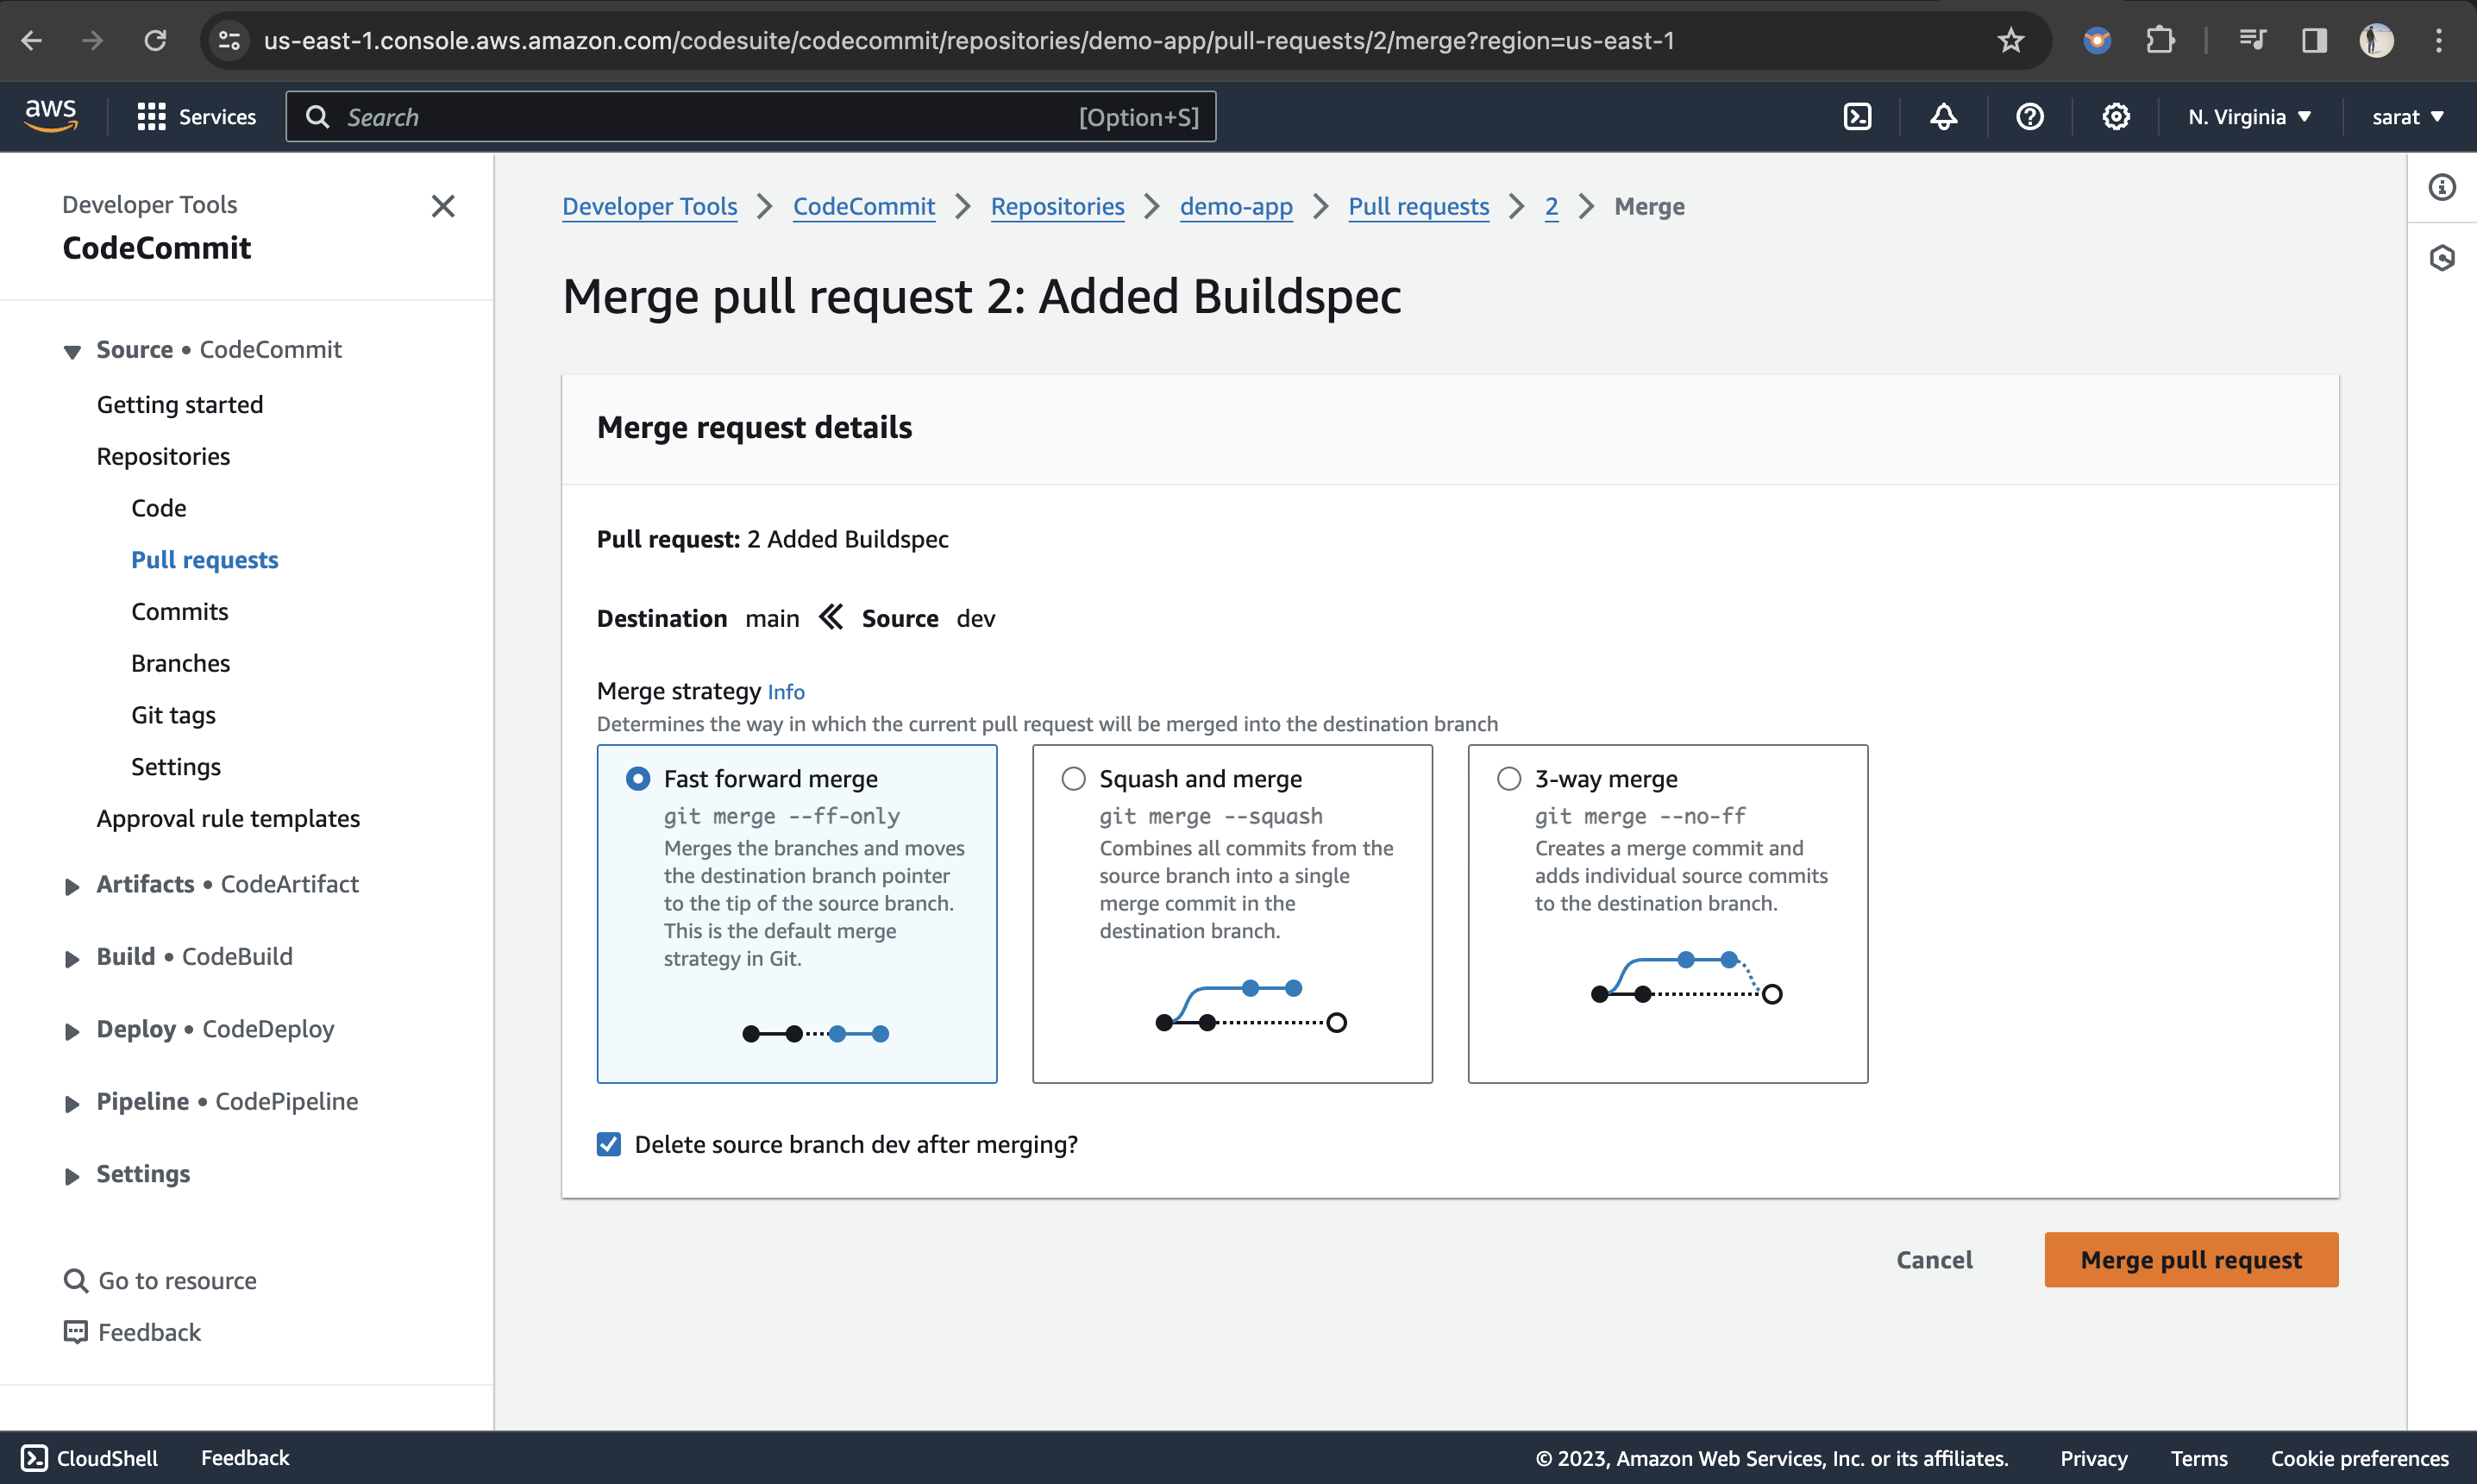 us-east-1.console.aws.amazon.com/codesuite/codecommit/repositories/demo-app/pull-requests/2/merge?region=us-east-1
aws
Services
Search
[Option+S]
N. Virginia
sarat
Developer Tools
CodeCommit
Source • CodeCommit
Getting started
Repositories
Code
Pull requests
Commits
Branches
Git tags
Settings
Approval rule templates
Artifacts • CodeArtifact
Build • CodeBuild
Deploy • CodeDeploy
Pipeline • CodePipeline
Settings
Go to resource
Feedback
Developer Tools
CodeCommit
Repositories
demo-app
Pull requests
2
Merge
Merge pull request 2: Added Buildspec
Merge request details
Pull request: 2 Added Buildspec
Destination main Source dev
Merge strategy Info
Determines the way in which the current pull request will be merged into the destination branch
Fast forward merge
git merge --ff-only
Merges the branches and moves
the destination branch pointer
to the tip of the source branch.
This is the default merge
strategy in Git.
Squash and merge
git merge --squash
Combines all commits from the
source branch into a single
merge commit in the
destination branch.
3-way merge
git merge --no-ff
Creates a merge commit and
adds individual source commits
to the destination branch.
Delete source branch dev after merging?
Cancel
Merge pull request
CloudShell
Feedback
© 2023, Amazon Web Services, Inc. or its affiliates.
Privacy
Terms
Cookie preferences